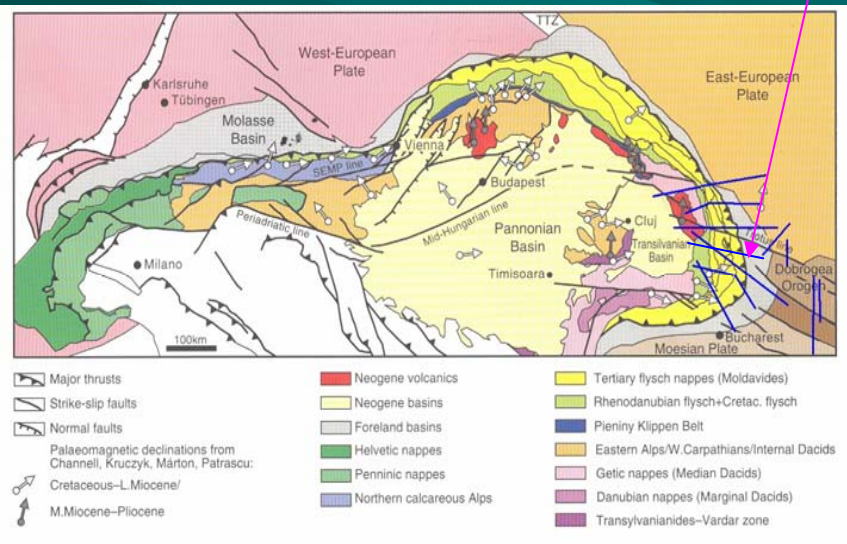 TTZ
West-European
Plate
East-European
Plate
Karlsruhe
Tübingen
Molasse
Basin
Vienna
SEMP line
Budapest
Mid-Hungarian line
Periadriatic line
Pannonian
Basin
Cluj
Transilvanian
Basin
Milano
Timisoara
line
Dobrogea
Orogen
100km
Bucharest
Moesian Plate
Major thrusts
Strike-slip faults
Normal faults
Palaeomagnetic declinations from
Channell, Kruczyk, Márton, Patrascu:
Cretaceous–L.Miocene/
M.Miocene–Pliocene
Neogene volcanics
Neogene basins
Foreland basins
Helvetic nappes
Penninic nappes
Northern calcareous Alps
Tertiary flysch nappes (Moldavides)
Rhenodanubian flysch+Cretac. flysch
Pieniny Klippen Belt
Eastern Alps/W.Carpathians/Internal Dacids
Getic nappes (Median Dacids)
Danubian nappes (Marginal Dacids)
Transylvanianides–Vardar zone